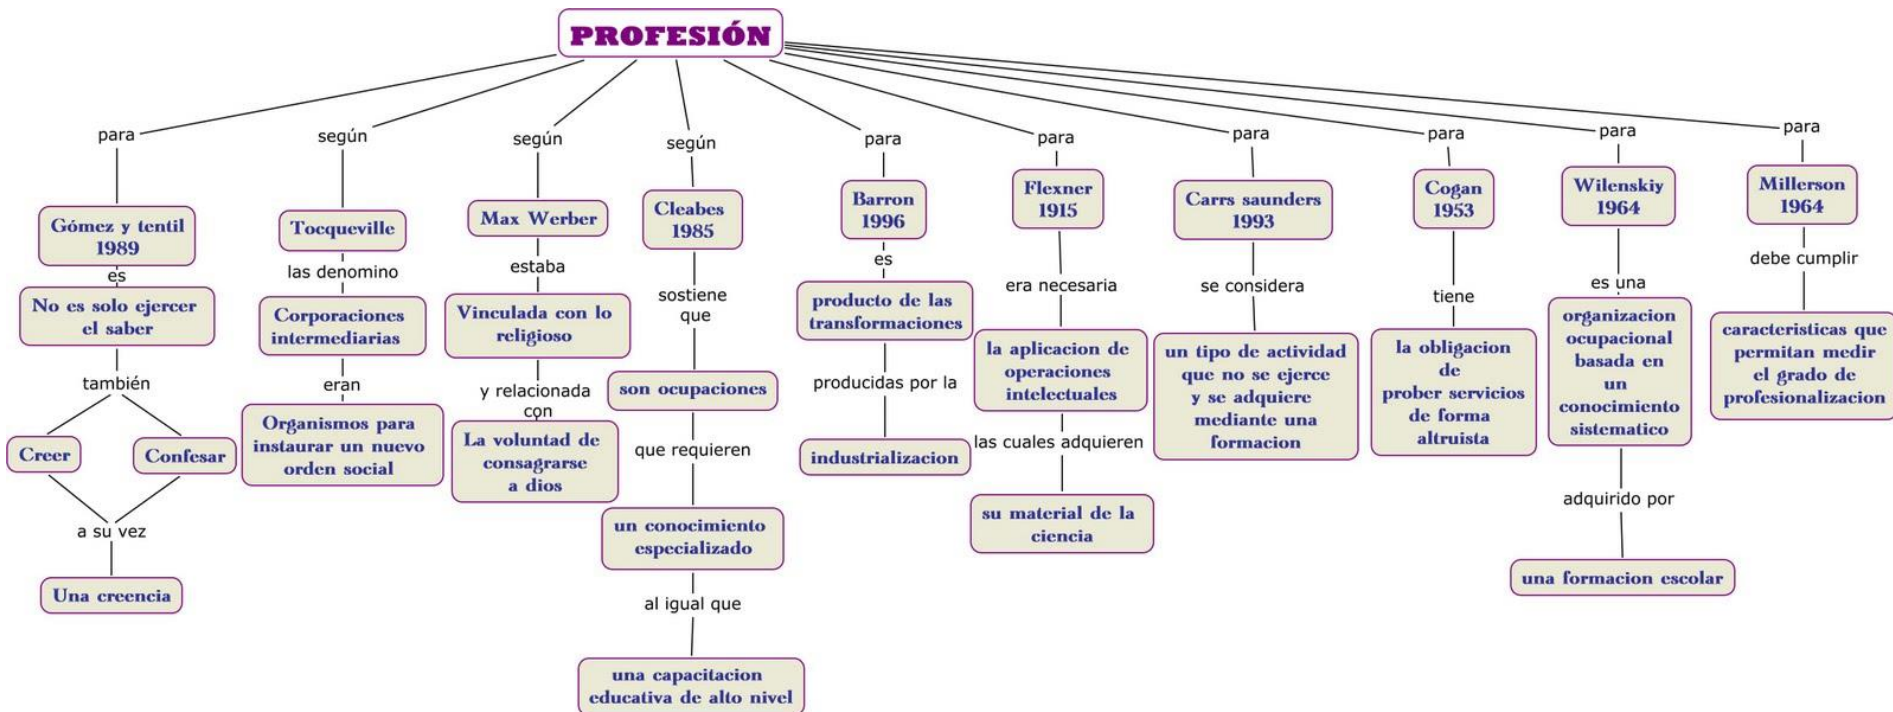 PROFESIÓN
para
Gómez y tentil
1989
es
No es solo ejercer
el saber
también
Creer
Confesar
a su vez
Una creencia
según
Tocqueville
las denomino
Corporaciones
intermediarias
eran
Organismos para
instaurar un nuevo
orden social
según
Max Werber
estaba
Vinculada con lo
religioso
y relacionada
con
La voluntad de
consagrarse
a dios
según
Cleabes
1985
sostiene
que
son ocupaciones
que requieren
un conocimiento
especializado
al igual que
una capacitacion
educativa de alto nivel
para
Barron
1996
es
producto de las
transformaciones
producidas por la
industrializacion
para
Flexner
1915
era necesaria
la aplicacion de
operaciones
intelectuales
las cuales adquieren
su material de la
ciencia
para
Carrs saunders
1993
se considera
un tipo de actividad
que no se ejerce
y se adquiere
mediante una
formacion
para
Cogan
1953
tiene
la obligacion
de
prober servicios
de forma
altruista
para
Wilenskiy
1964
es una
organizacion
ocupacional
basada en
un
conocimiento
sistematico
adquirido por
una formacion escolar
para
Millerson
1964
debe cumplir
caracteristicas que
permitan medir
el grado de
profesionalizacion